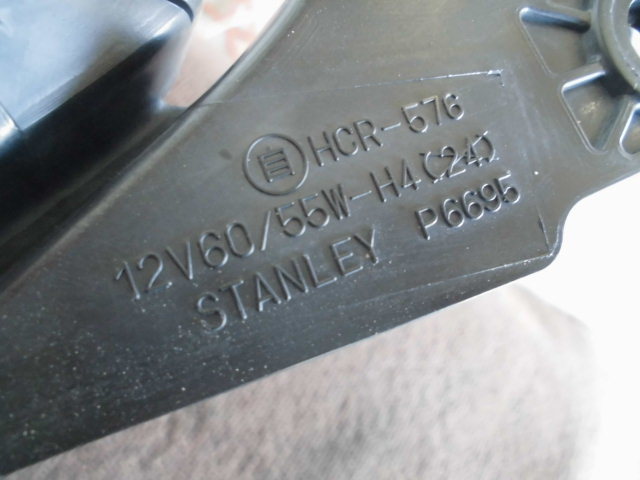 自 HCR-576
12V60/55W-H4(24)
STANLEY P6695